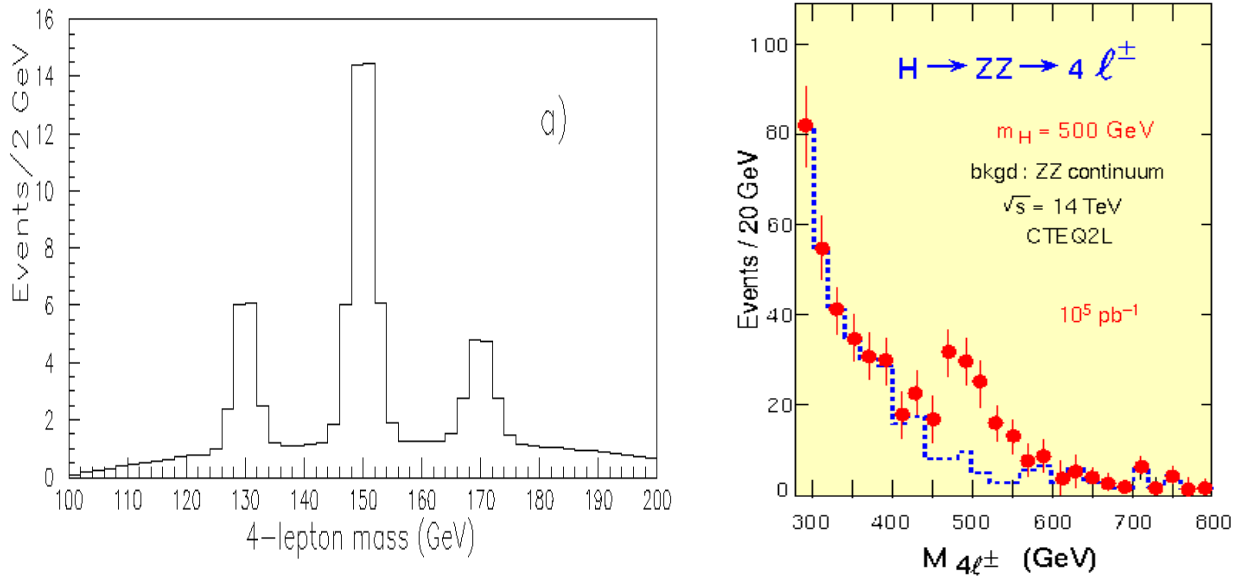 16
14
12
10
8
6
4
2
0
Events/2 GeV
a)
100 110 120 130 140 150 160 170 180 190 200
4-lepton mass (GeV)
100
80
60
40
20
0
Events / 20 GeV
H → ZZ → 4 ℓ±
m H = 500 GeV
bkgd : ZZ continuum
√s = 14 TeV
CTEQ2L
10⁵ pb⁻¹
300 400 500 600 700 800
M 4ℓ± (GeV)